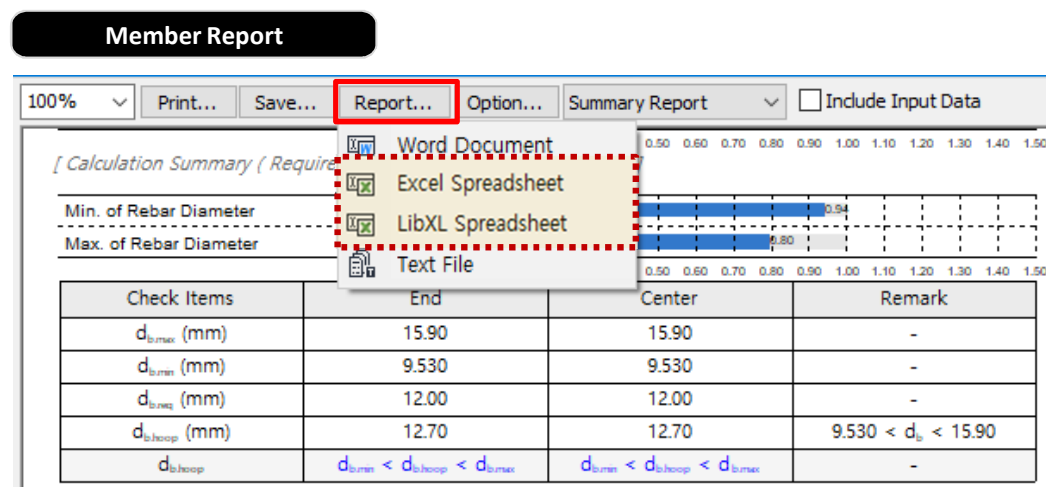 Member Report
100% Print... Save... Report... Option... Summary Report Include Input Data
Word Document
Excel Spreadsheet
LibXL Spreadsheet
Text File
0.50 0.60 0.70 0.80 0.90 1.00 1.10 1.20 1.30 1.40 1.50
[ Calculation Summary ( Require ]
Min. of Rebar Diameter 0.94
Max. of Rebar Diameter 0.80
0.50 0.60 0.70 0.80 0.90 1.00 1.10 1.20 1.30 1.40 1.50
Check Items End Center Remark
db.max (mm) 15.90 15.90 -
db.min (mm) 9.530 9.530 -
db.req (mm) 12.00 12.00 -
db.hoop (mm) 12.70 12.70 9.530 < db < 15.90
db.hoop db.min < db.hoop < db.max db.min < db.hoop < db.max -